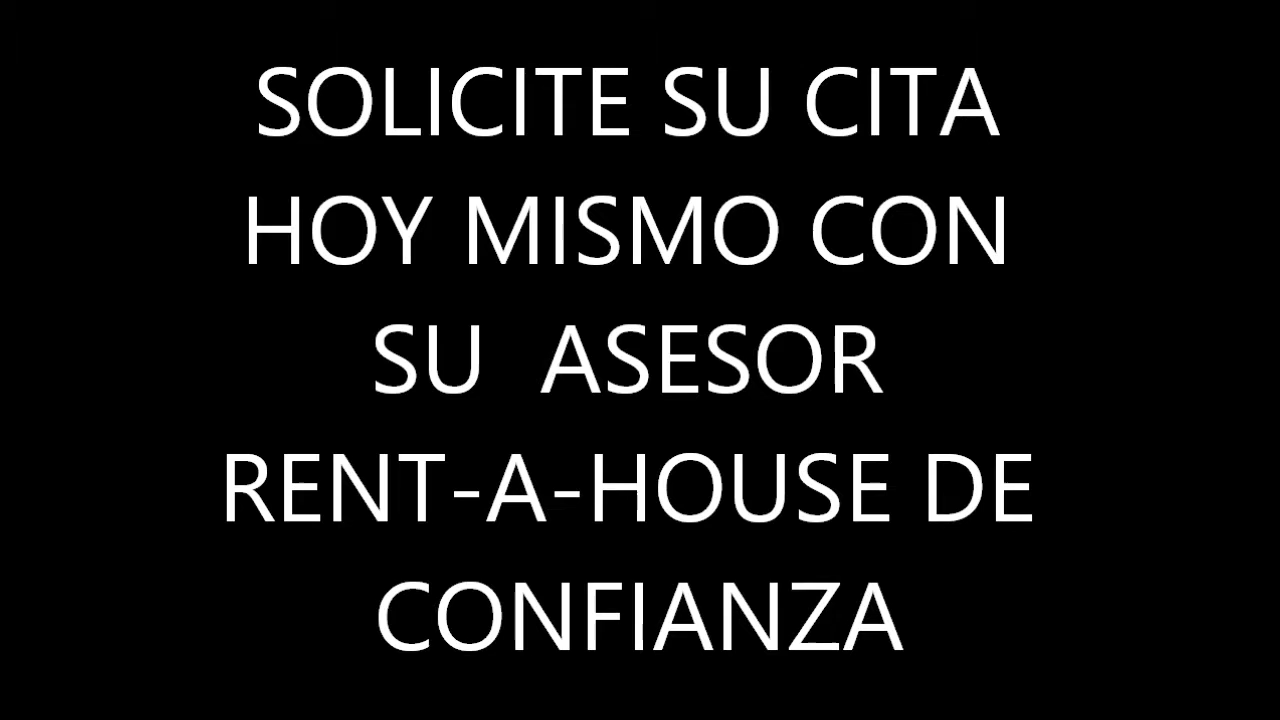 SOLICITE SU CITA
HOY MISMO CON
SU  ASESOR
RENT-A-HOUSE DE
CONFIANZA